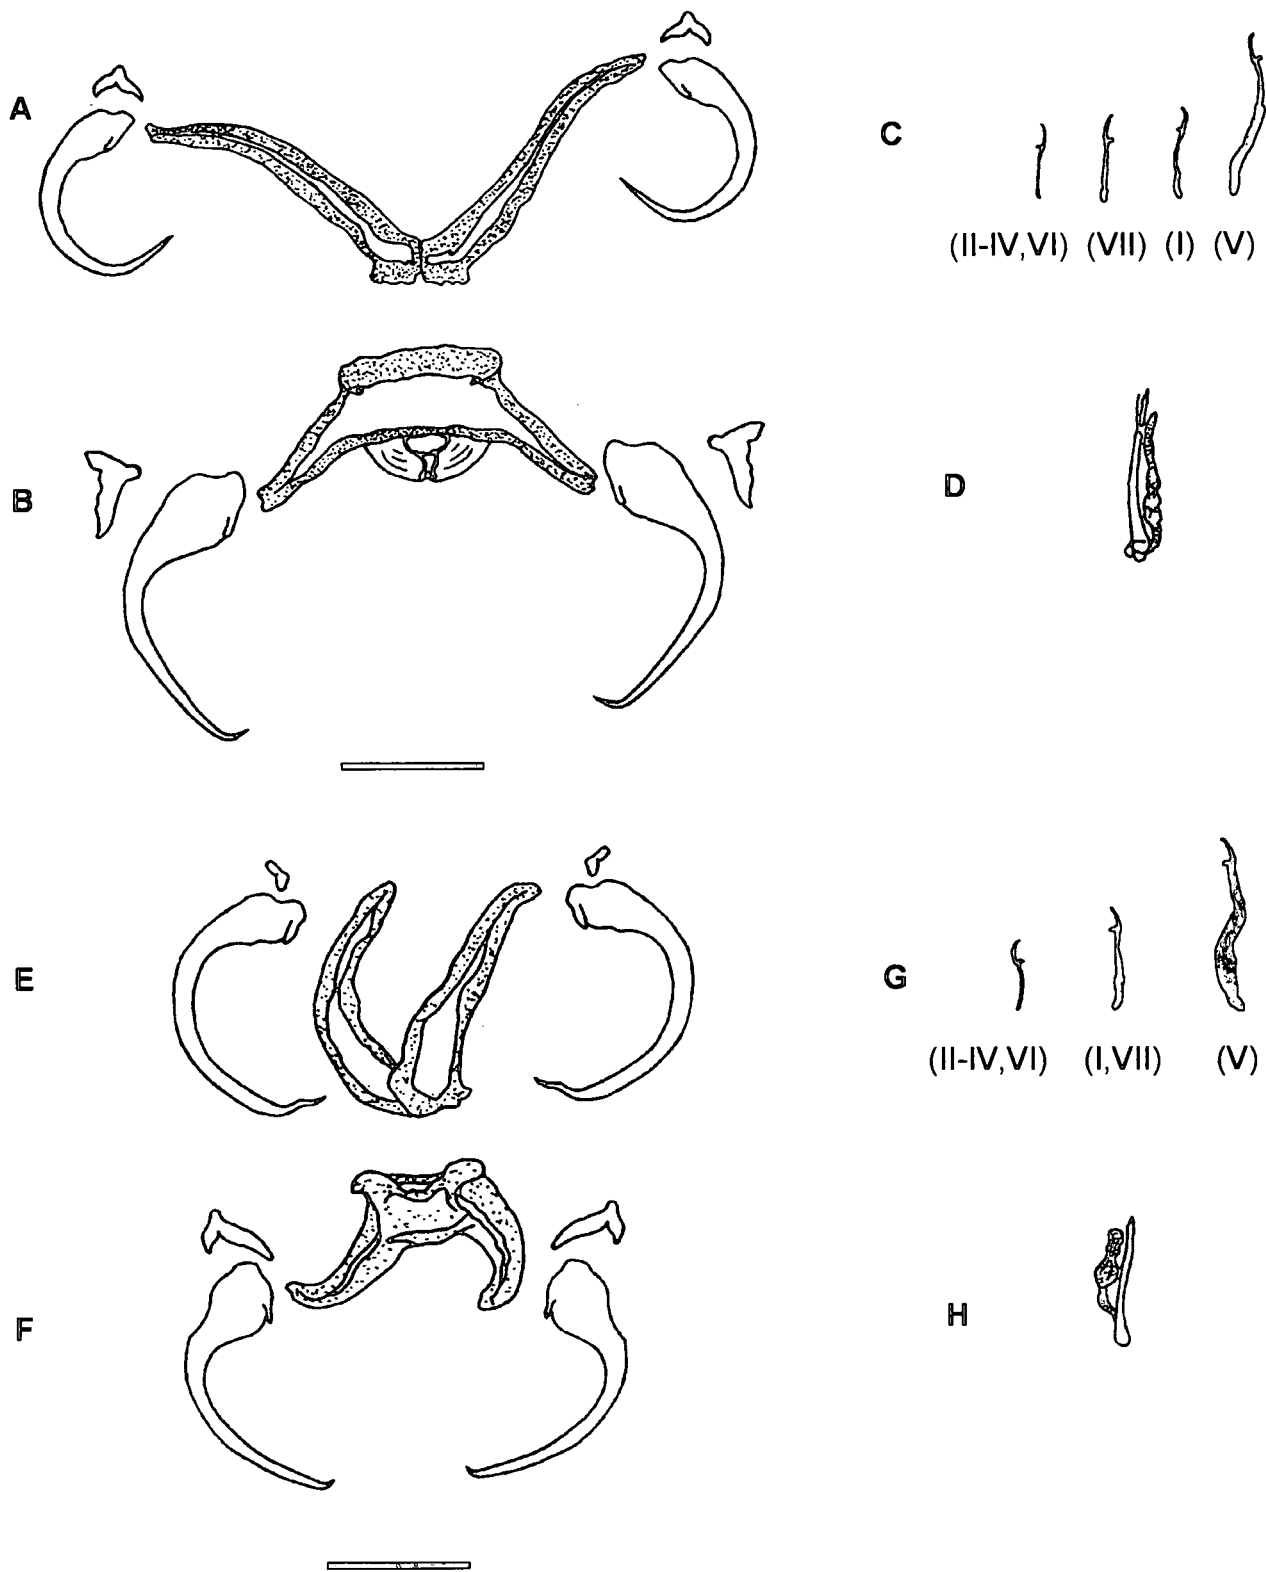 A
C
(II-IV,VI) (VII) (I) (V)
B
D
E
G
(II-IV,VI) (I,VII) (V)
F
H